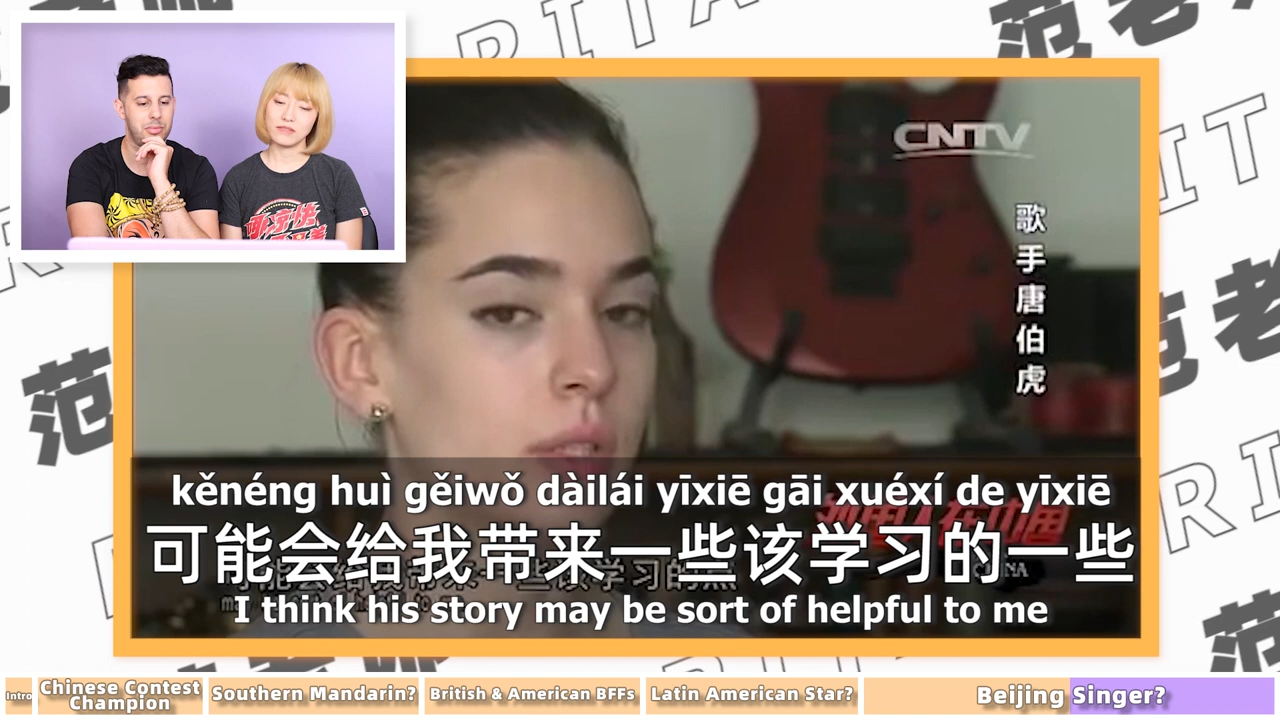 CNTV
歌手唐伯虎
kěnéng huì gěiwǒ dàilái yīxiē gāi xuéxí de yīxiē
可能会给我带来一些该学习的一些
I think his story may be sort of helpful to me
Intro
Chinese Contest
Champion
Southern Mandarin?
British & American BFFs
Latin American Star?
Beijing Singer?